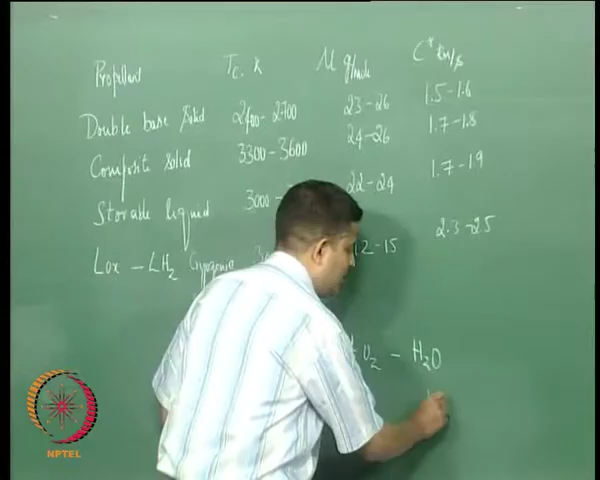 Propellant Tc, K M g/mole C* km/s
Double base solid 2400-2700 23-26 1.5-1.6
Composite solid 3300-3600 24-26 1.7-1.8
Storable liquid 3000- 22-24 1.7-1.9
Lox - LH2 Cryogenic 12-15 2.3-2.5
O2 - H2O
NPTEL